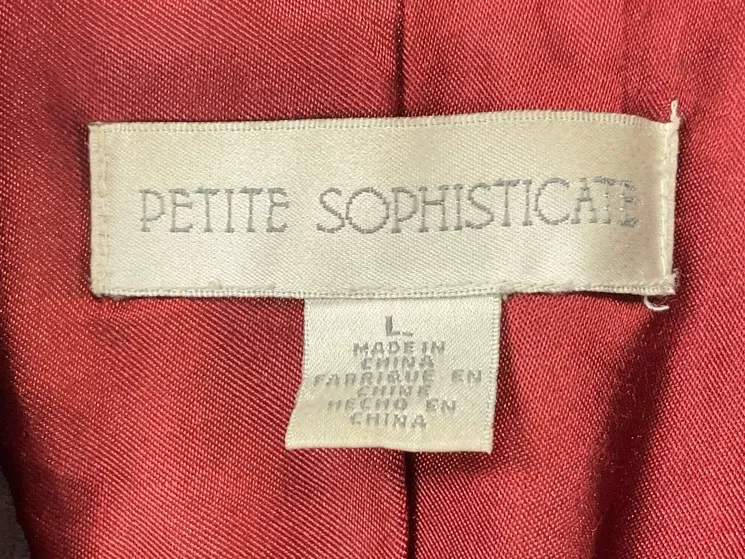 PETITE SOPHISTICATE
L
MADE IN
CHINA
FABRIQUE EN
CHINE
HECHO EN
CHINA